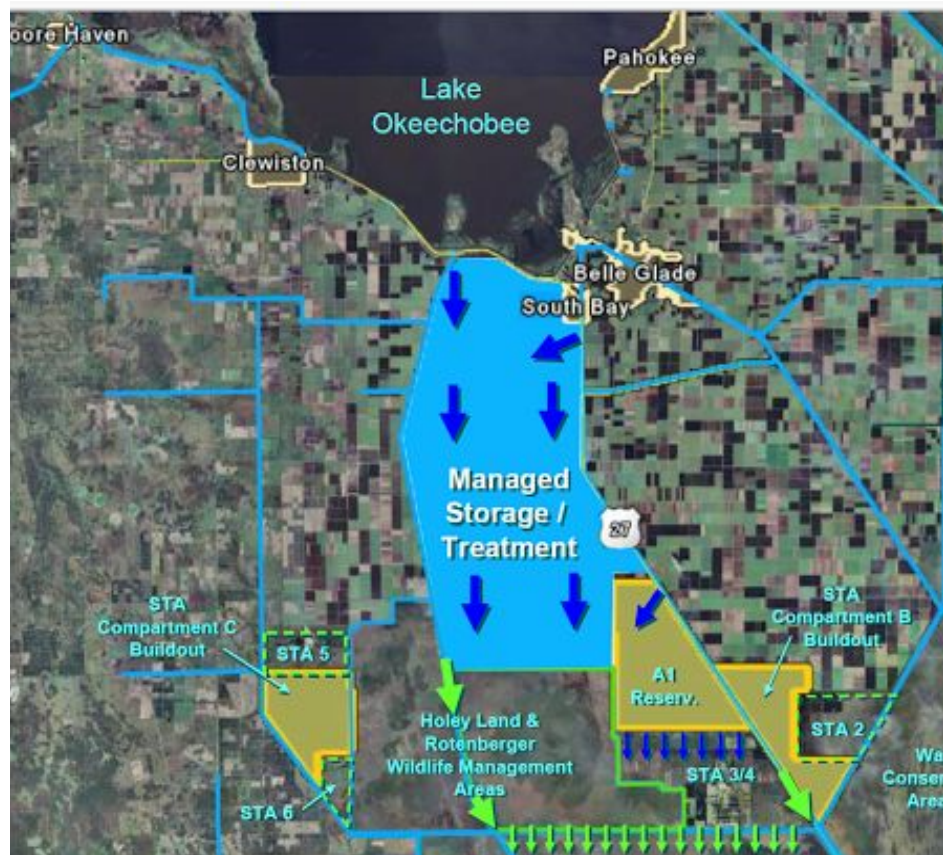 oore Haven
Pahokee
Lake
Okeechobee
Clewiston
Belle Glade
South Bay
Managed
Storage /
Treatment
27
STA
Compartment C
Buildout
STA
Compartment B
Buildout
STA 5
A1
Reserv.
Holey Land &
Rotenberger
Wildlife Management
Areas
STA 2
STA 3/4
STA 6
Wa
Conser
Area